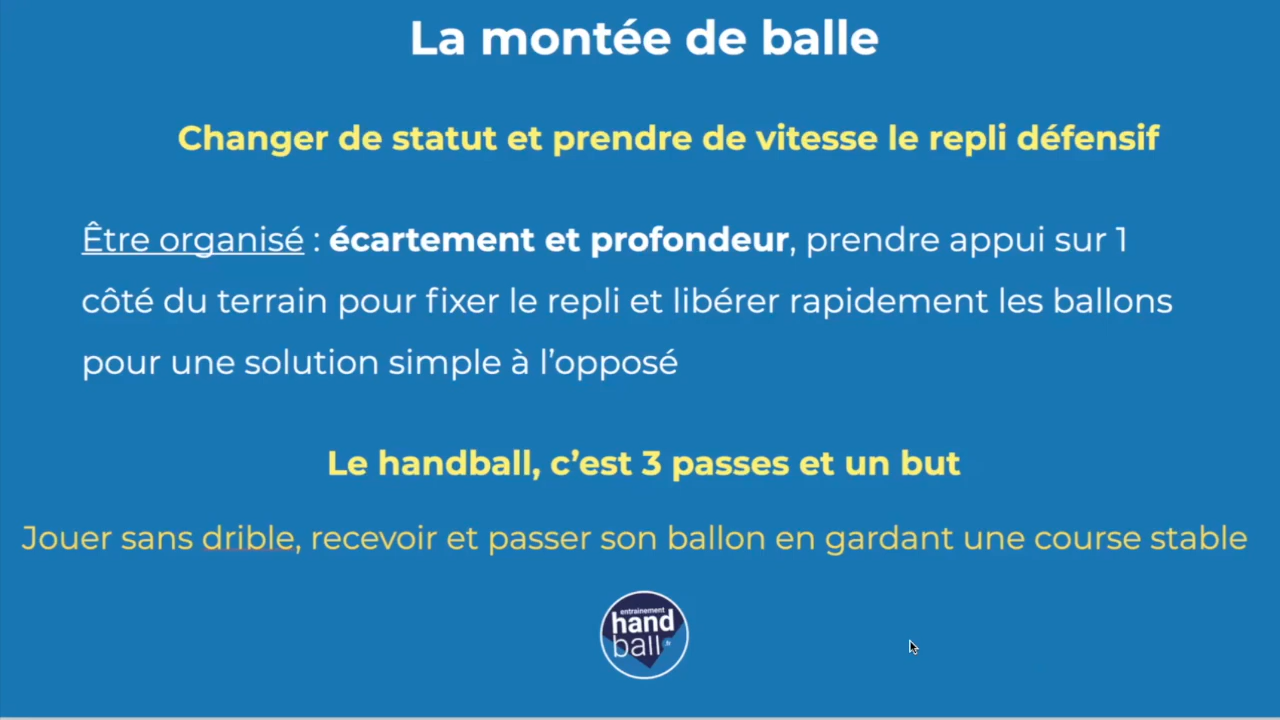 La montée de balle
Changer de statut et prendre de vitesse le repli défensif
Être organisé : écartement et profondeur, prendre appui sur 1
côté du terrain pour fixer le repli et libérer rapidement les ballons
pour une solution simple à l’opposé
Le handball, c’est 3 passes et un but
Jouer sans drible, recevoir et passer son ballon en gardant une course stable
entrainement
hand
ball.fr